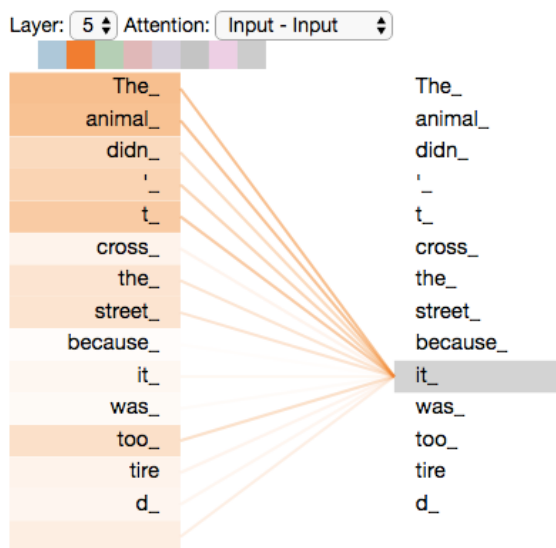 Layer: 5 Attention: Input - Input
The_ The_
animal_ animal_
didn_ didn_
'_ '_
t_ t_
cross_ cross_
the_ the_
street_ street_
because_ because_
it_ it_
was_ was_
too_ too_
tire tire
d_ d_